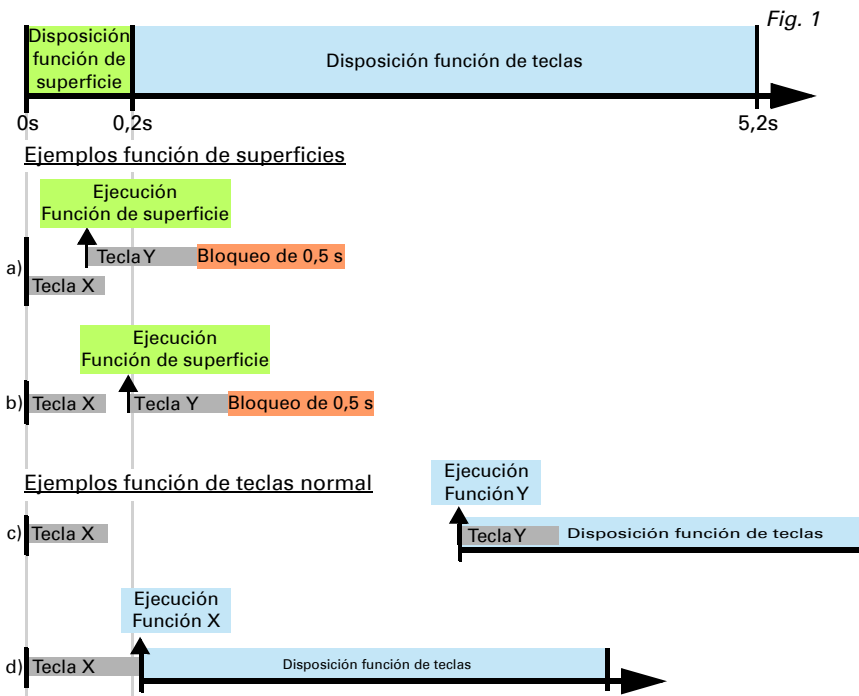 Fig. 1
Disposición
función de
superficie
Disposición función de teclas
0s
0,2s
5,2s
Ejemplos función de superficies
Ejecución
Función de superficie
a)
Tecla Y
Bloqueo de 0,5 s
Tecla X
Ejecución
Función de superficie
b)
Tecla X
Tecla Y
Bloqueo de 0,5 s
Ejemplos función de teclas normal
Ejecución
Función Y
c)
Tecla X
Tecla Y
Disposición función de teclas
Ejecución
Función X
d)
Tecla X
Disposición función de teclas